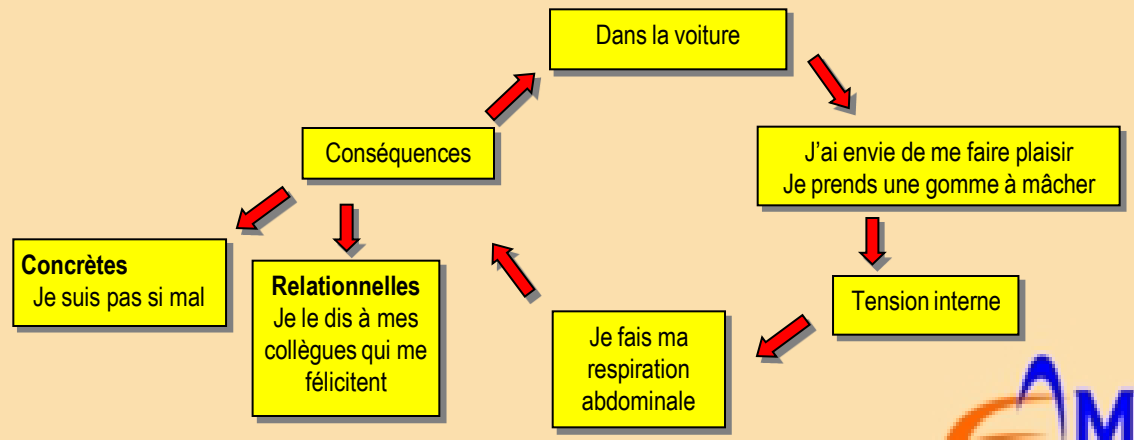 Dans la voiture
Conséquences
J'ai envie de me faire plaisir
Je prends une gomme à mâcher
Concrètes
Je suis pas si mal
Relationnelles
Je le dis à mes
collègues qui me
félicitent
Tension interne
Je fais ma
respiration
abdominale
M